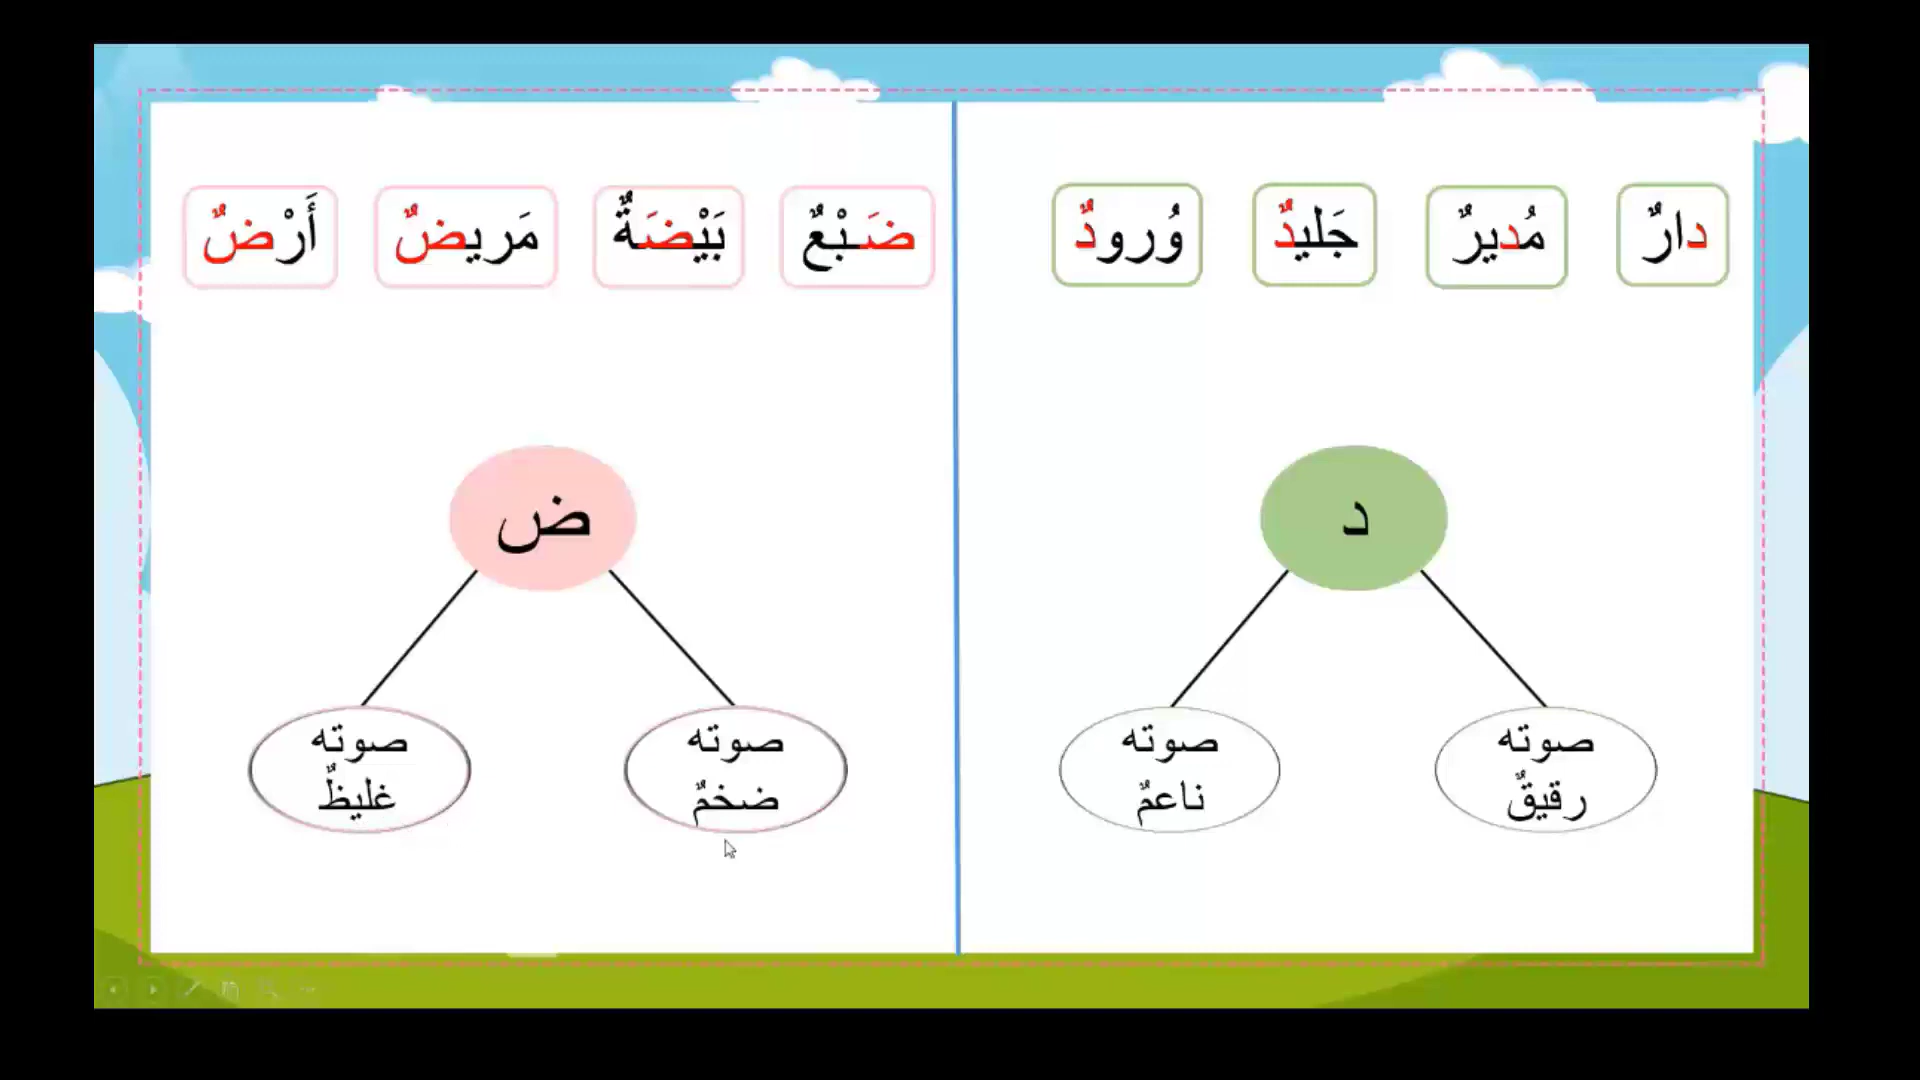 دارٌ
مُديرٌ
جَليدٌ
وُرودٌ
ضَبْعٌ
بَيْضَةٌ
مَريضٌ
أَرْضٌ
د
ض
صوته
رقيقٌ
صوته
ناعمٌ
صوته
ضخمٌ
صوته
غليظٌ